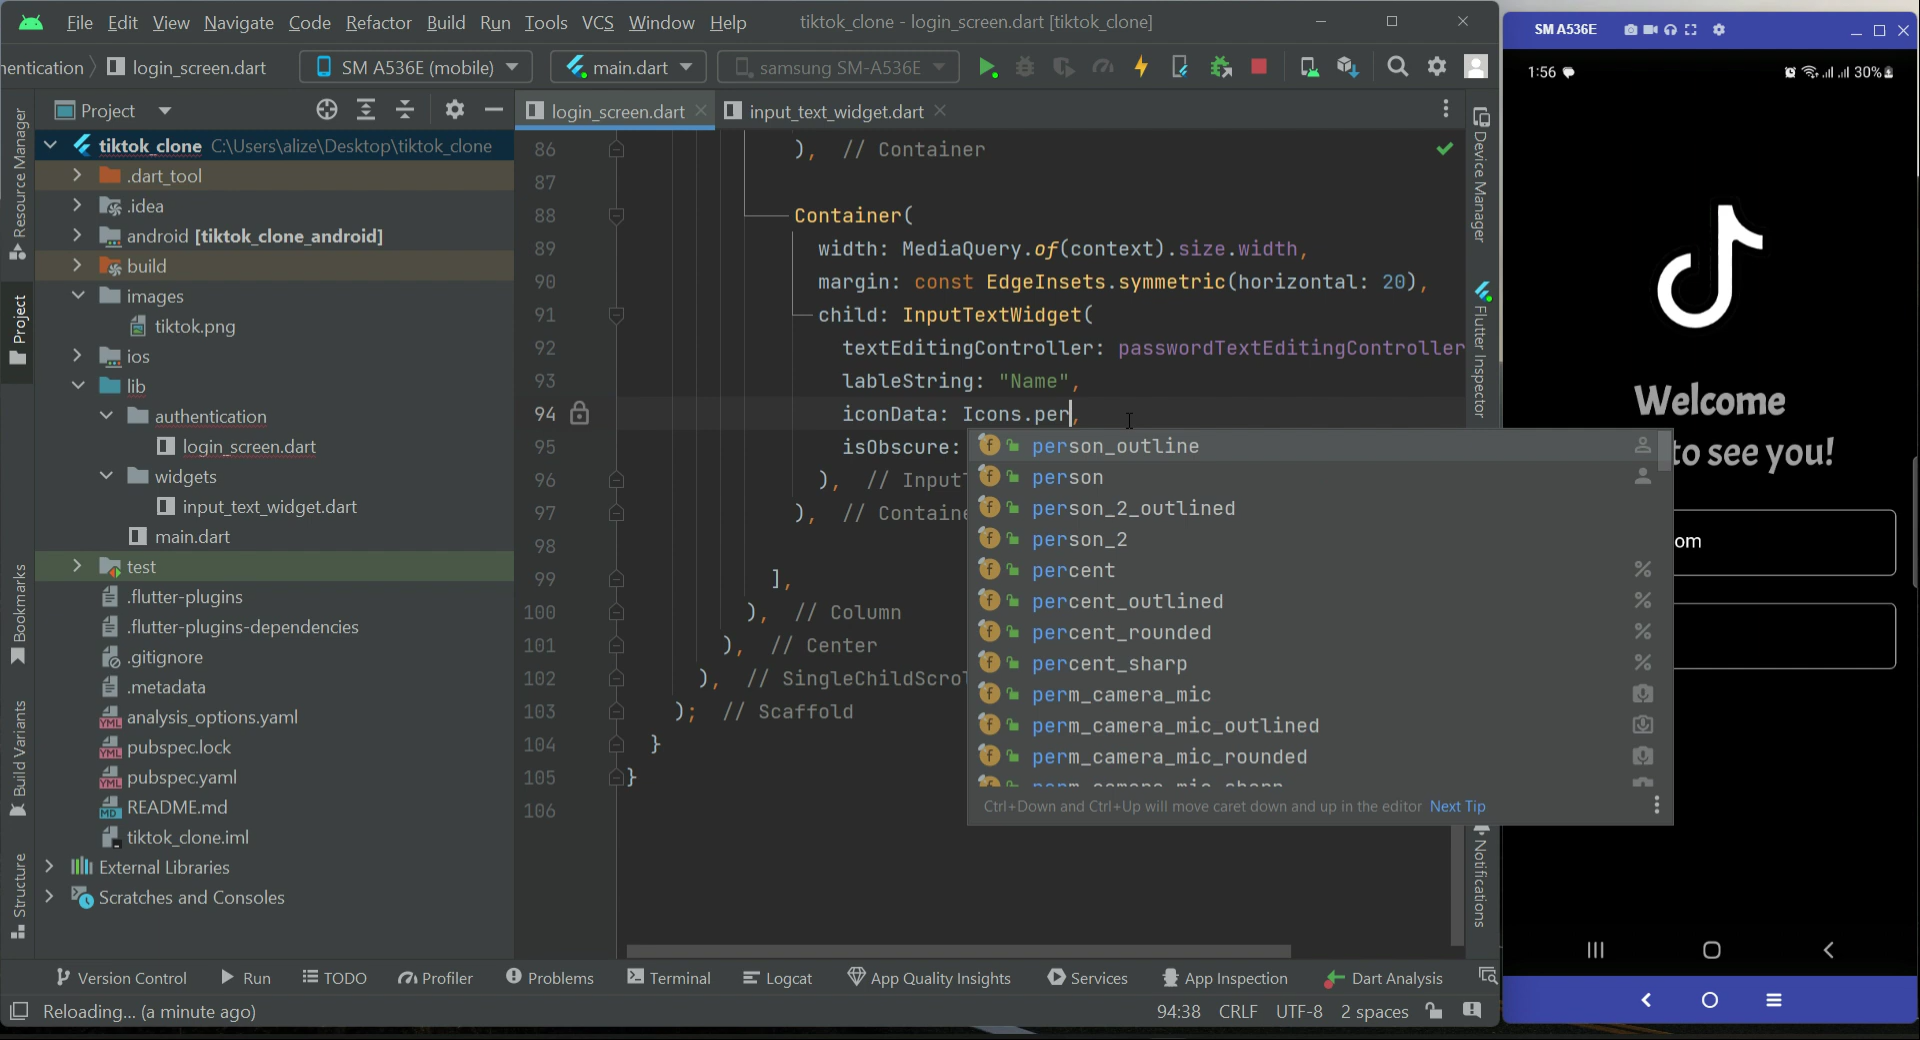 File Edit View Navigate Code Refactor Build Run Tools VCS Window Help tiktok_clone - login_screen.dart [tiktok_clone]
login_screen.dart SM A536E (mobile) main.dart samsung SM-A536E
Project login_screen.dart input_text_widget.dart
Resource Manager
Project
Bookmarks
Build Variants
Structure
tiktok_clone C:\Users\alize\Desktop\tiktok_clone
.dart_tool
.idea
android [tiktok_clone_android]
build
images
tiktok.png
ios
lib
authentication
login_screen.dart
widgets
input_text_widget.dart
main.dart
test
.flutter-plugins
.flutter-plugins-dependencies
.gitignore
.metadata
analysis_options.yaml
pubspec.lock
pubspec.yaml
README.md
tiktok_clone.iml
External Libraries
Scratches and Consoles
86 ), // Container
87
88 Container(
89 width: MediaQuery.of(context).size.width,
90 margin: const EdgeInsets.symmetric(horizontal: 20),
91 child: InputTextWidget(
92 textEditingController: passwordTextEditingController
93 lableString: "Name",
94 iconData: Icons.per,
95 isObscure:
96 ), // Input
97 ), // Containe
98
99 ],
100 ), // Column
101 ), // Center
102 ), // SingleChildScro
103 ); // Scaffold
104 }
105 }
106
person_outline
person
person_2_outlined
person_2
percent
percent_outlined
percent_rounded
percent_sharp
perm_camera_mic
perm_camera_mic_outlined
perm_camera_mic_rounded
Ctrl+Down and Ctrl+Up will move caret down and up in the editor Next Tip
Device Manager
Flutter Inspector
Notifications
Version Control Run TODO Profiler Problems Terminal Logcat App Quality Insights Services App Inspection Dart Analysis
Reloading... (a minute ago) 94:38 CRLF UTF-8 2 spaces
SM A536E
1:56 30%
Welcome
to see you!
om